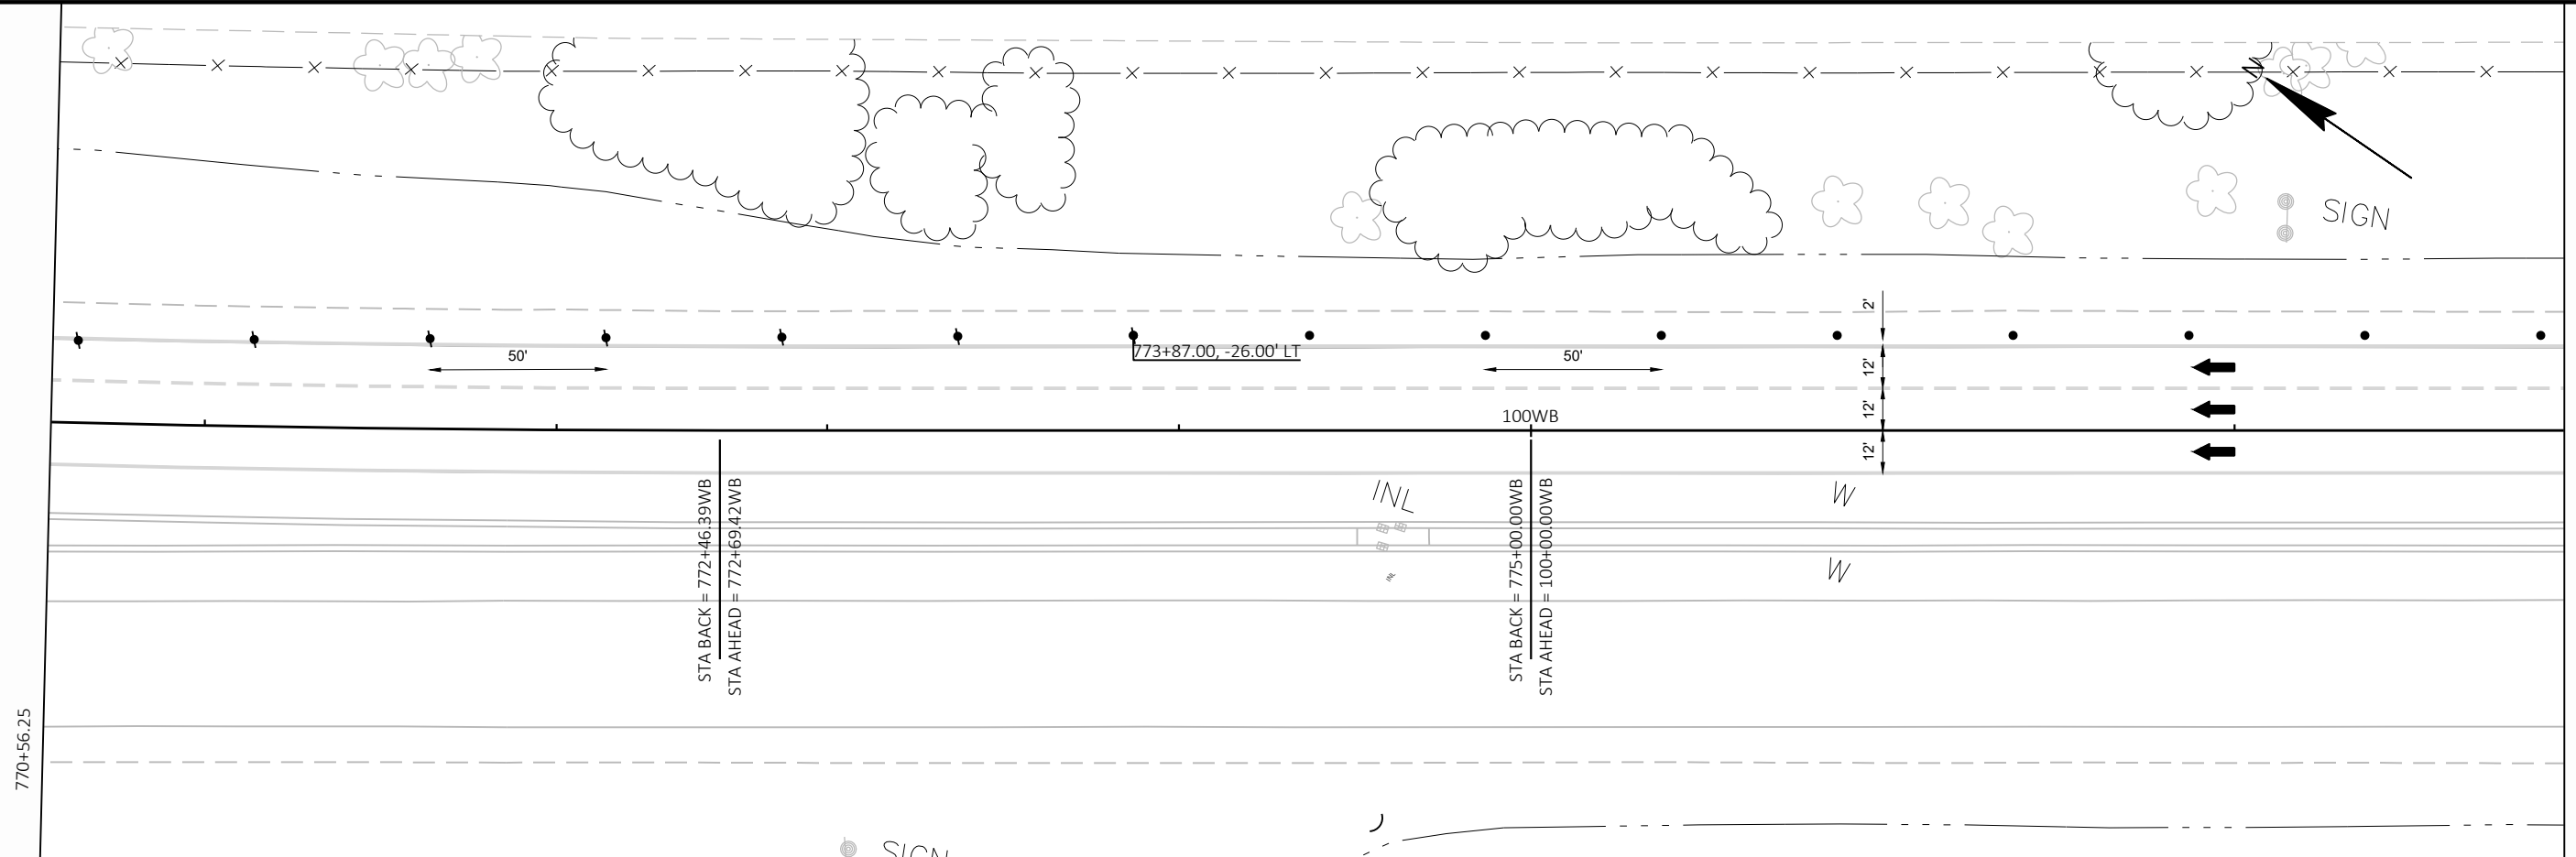 SIGN
2'
773+87.00, -26.00' LT
50'
50'
12'
100WB
12'
12'
INL
W
STA BACK = 772+46.39WB
STA AHEAD = 772+69.42WB
STA BACK = 775+00.00WB
STA AHEAD = 100+00.00WB
W
INL
770+56.25
SIGN